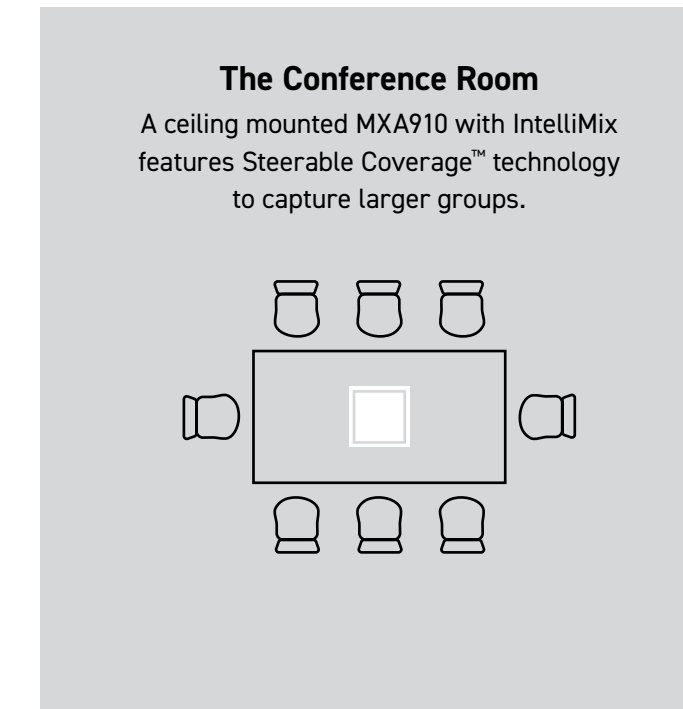 The Conference Room
A ceiling mounted MXA910 with IntelliMix
features Steerable Coverage™ technology
to capture larger groups.